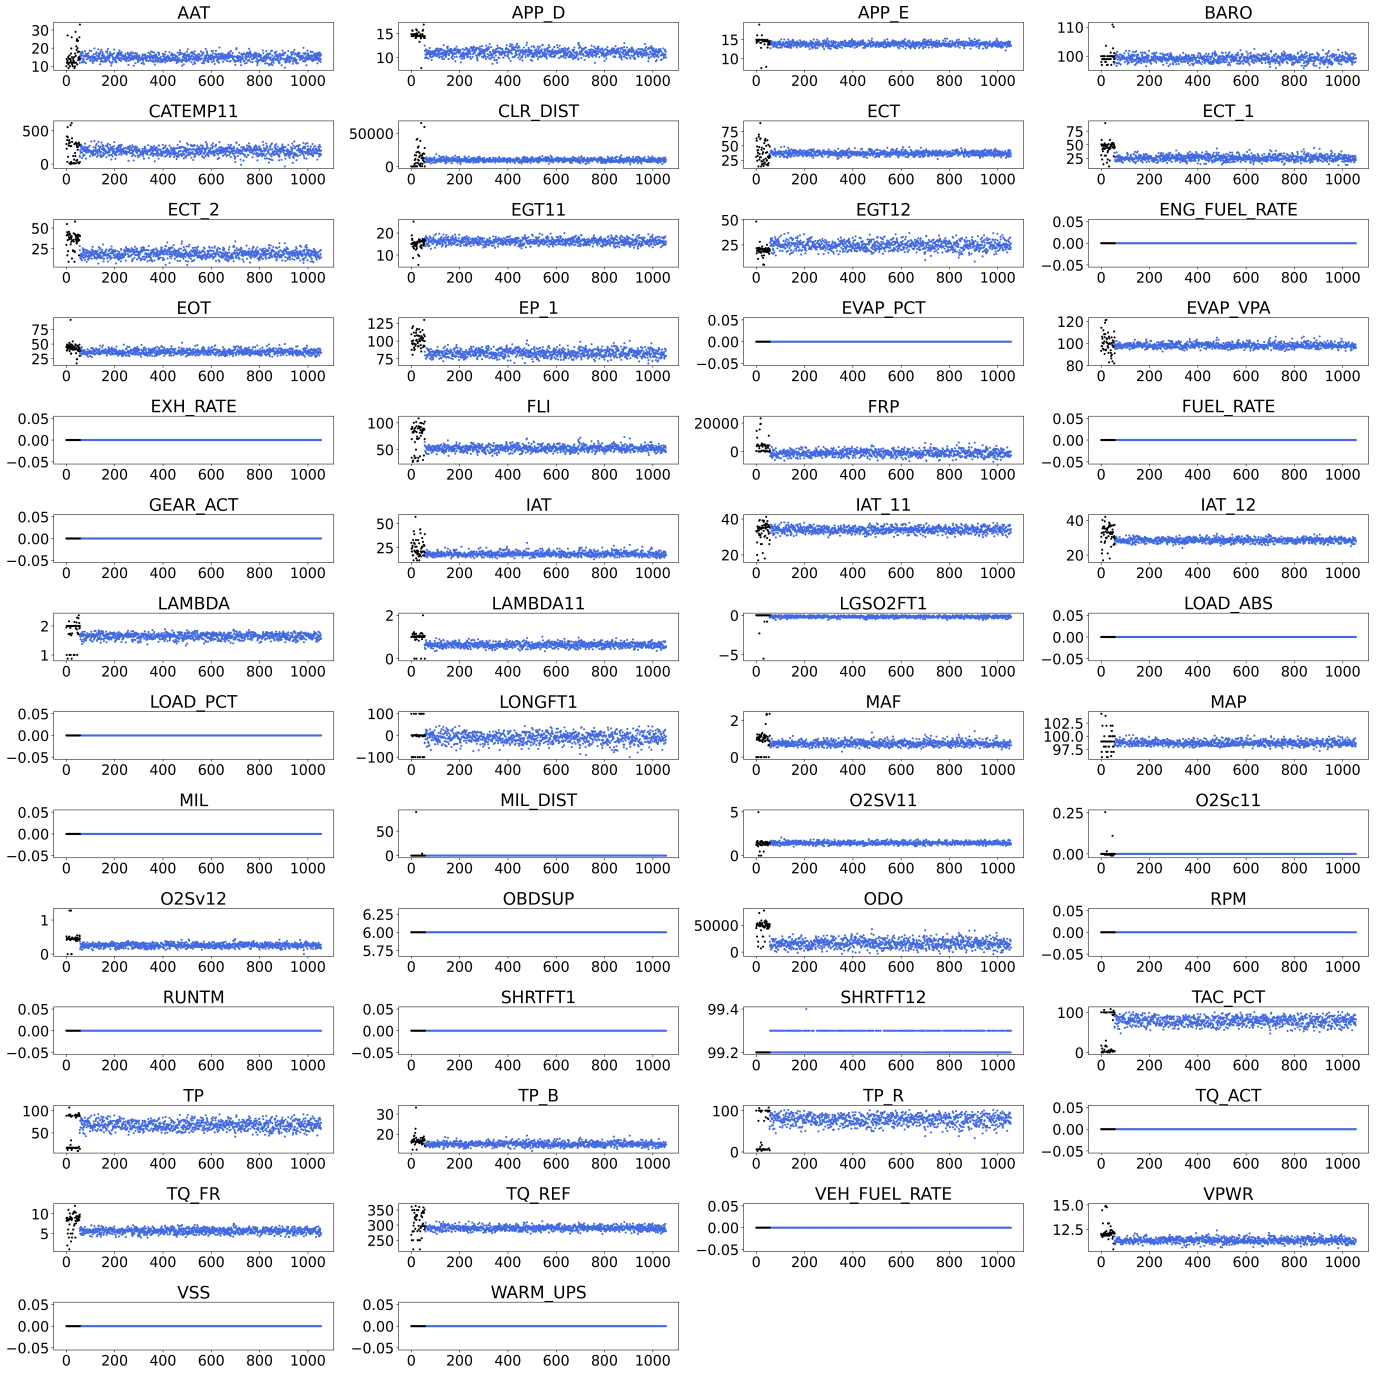 AAT APP_D APP_E BARO
30 20 10 15 10 15 10 110 100
0 200 400 600 800 1000 0 200 400 600 800 1000 0 200 400 600 800 1000 0 200 400 600 800 1000
CATEMP11 CLR_DIST ECT ECT_1
500 0 50000 0 75 50 25 75 50 25
0 200 400 600 800 1000 0 200 400 600 800 1000 0 200 400 600 800 1000 0 200 400 600 800 1000
ECT_2 EGT11 EGT12 ENG_FUEL_RATE
50 25 20 10 50 25 0.05 0.00 −0.05
0 200 400 600 800 1000 0 200 400 600 800 1000 0 200 400 600 800 1000 0 200 400 600 800 1000
EOT EP_1 EVAP_PCT EVAP_VPA
75 50 25 125 100 75 0.05 0.00 −0.05 120 100 80
0 200 400 600 800 1000 0 200 400 600 800 1000 0 200 400 600 800 1000 0 200 400 600 800 1000
EXH_RATE FLI FRP FUEL_RATE
0.05 0.00 −0.05 100 50 20000 0 0.05 0.00 −0.05
0 200 400 600 800 1000 0 200 400 600 800 1000 0 200 400 600 800 1000 0 200 400 600 800 1000
GEAR_ACT IAT IAT_11 IAT_12
0.05 0.00 −0.05 50 25 40 20 40 20
0 200 400 600 800 1000 0 200 400 600 800 1000 0 200 400 600 800 1000 0 200 400 600 800 1000
LAMBDA LAMBDA11 LGSO2FT1 LOAD_ABS
2 1 2 0 0 −5 0.05 0.00 −0.05
0 200 400 600 800 1000 0 200 400 600 800 1000 0 200 400 600 800 1000 0 200 400 600 800 1000
LOAD_PCT LONGFT1 MAF MAP
0.05 0.00 −0.05 100 0 −100 2 0 102.5 100.0 97.5
0 200 400 600 800 1000 0 200 400 600 800 1000 0 200 400 600 800 1000 0 200 400 600 800 1000
MIL MIL_DIST O2SV11 O2Sc11
0.05 0.00 −0.05 50 0 5 0 0.25 0.00
0 200 400 600 800 1000 0 200 400 600 800 1000 0 200 400 600 800 1000 0 200 400 600 800 1000
O2Sv12 OBDSUP ODO RPM
1 0 6.25 6.00 5.75 50000 0 0.05 0.00 −0.05
0 200 400 600 800 1000 0 200 400 600 800 1000 0 200 400 600 800 1000 0 200 400 600 800 1000
RUNTM SHRTFT1 SHRTFT12 TAC_PCT
0.05 0.00 −0.05 0.05 0.00 −0.05 99.4 99.2 100 0
0 200 400 600 800 1000 0 200 400 600 800 1000 0 200 400 600 800 1000 0 200 400 600 800 1000
TP TP_B TP_R TQ_ACT
100 50 30 20 100 0 0.05 0.00 −0.05
0 200 400 600 800 1000 0 200 400 600 800 1000 0 200 400 600 800 1000 0 200 400 600 800 1000
TQ_FR TQ_REF VEH_FUEL_RATE VPWR
10 5 350 300 250 0.05 0.00 −0.05 15.0 12.5
0 200 400 600 800 1000 0 200 400 600 800 1000 0 200 400 600 800 1000 0 200 400 600 800 1000
VSS WARM_UPS
0.05 0.00 −0.05 0.05 0.00 −0.05
0 200 400 600 800 1000 0 200 400 600 800 1000